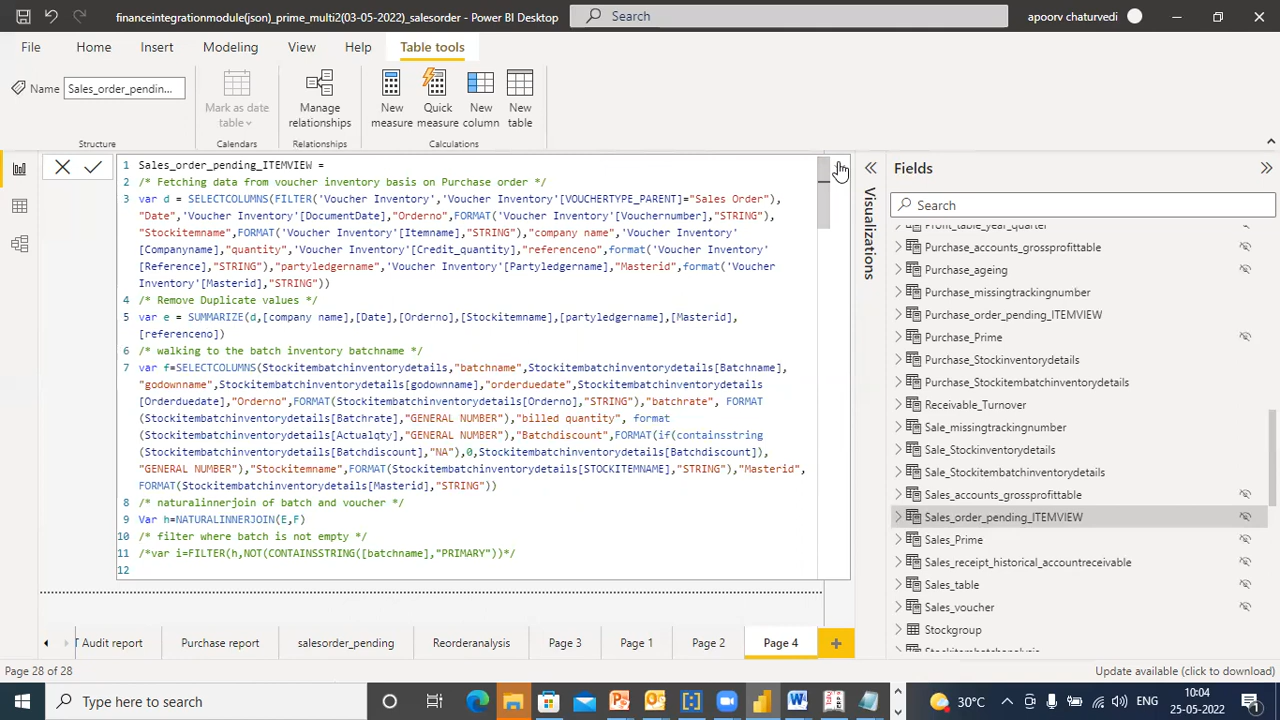 financeintegrationmodule(json)_prime_multi2(03-05-2022)_salesorder - Power BI Desktop
Search
apoorv chaturvedi
File
Home
Insert
Modeling
View
Help
Table tools
Name
Sales_order_pendin...
Mark as date
table
Manage
relationships
New
measure
Quick
measure
New
column
New
table
Structure
Calendars
Relationships
Calculations
1 Sales_order_pending_ITEMVIEW =
2 /* Fetching data from voucher inventory basis on Purchase order */
3 var d = SELECTCOLUMNS(FILTER('Voucher Inventory','Voucher Inventory'[VOUCHERTYPE_PARENT]="Sales Order"),
"Date",'Voucher Inventory'[DocumentDate],"Orderno",FORMAT('Voucher Inventory'[Vouchernumber],"STRING"),
"Stockitemname",FORMAT('Voucher Inventory'[Itemname],"STRING"),"company name",'Voucher Inventory'
[Companyname],"quantity",'Voucher Inventory'[Credit_quantity],"referenceno",format('Voucher Inventory'
[Reference],"STRING"),"partyledgername",'Voucher Inventory'[Partyledgername],"Masterid",format('Voucher
Inventory'[Masterid],"STRING"))
4 /* Remove Duplicate values */
5 var e = SUMMARIZE(d,[company name],[Date],[Orderno],[Stockitemname],[partyledgername],[Masterid],
[referenceno])
6 /* walking to the batch inventory batchname */
7 var f=SELECTCOLUMNS(Stockitembatchinventorydetails,"batchname",Stockitembatchinventorydetails[Batchname],
"godownname",Stockitembatchinventorydetails[godownname],"orderduedate",Stockitembatchinventorydetails
[Orderduedate],"Orderno",FORMAT(Stockitembatchinventorydetails[Orderno],"STRING"),"batchrate", FORMAT
(Stockitembatchinventorydetails[Batchrate],"GENERAL NUMBER"),"billed quantity", format
(Stockitembatchinventorydetails[Actualqty],"GENERAL NUMBER"),"Batchdiscount",FORMAT(if(containsstring
(Stockitembatchinventorydetails[Batchdiscount],"NA"),0,Stockitembatchinventorydetails[Batchdiscount]),
"GENERAL NUMBER"),"Stockitemname",FORMAT(Stockitembatchinventorydetails[STOCKITEMNAME],"STRING"),"Masterid",
FORMAT(Stockitembatchinventorydetails[Masterid],"STRING"))
8 /* naturalinnerjoin of batch and voucher */
9 Var h=NATURALINNERJOIN(E,F)
10 /* filter where batch is not empty */
11 /*var i=FILTER(h,NOT(CONTAINSSTRING([batchname],"PRIMARY"))*/
12
Visualizations
Fields
Search
Profit_table_year_quarter
Purchase_accounts_grossprofittable
Purchase_ageing
Purchase_missingtrackingnumber
Purchase_order_pending_ITEMVIEW
Purchase_Prime
Purchase_Stockinventorydetails
Purchase_Stockitembatchinventorydetails
Receivable_Turnover
Sale_missingtrackingnumber
Sale_Stockinventorydetails
Sale_Stockitembatchinventorydetails
Sales_accounts_grossprofittable
Sales_order_pending_ITEMVIEW
Sales_Prime
Sales_receipt_historical_accountreceivable
Sales_table
Sales_voucher
Stockgroup
Stockitembatchanalysis
T Audit report
Purchase report
salesorder_pending
Reorderanalysis
Page 3
Page 1
Page 2
Page 4
Page 28 of 28
Update available (click to download)
Type here to search
30°C
ENG
10:04
25-05-2022